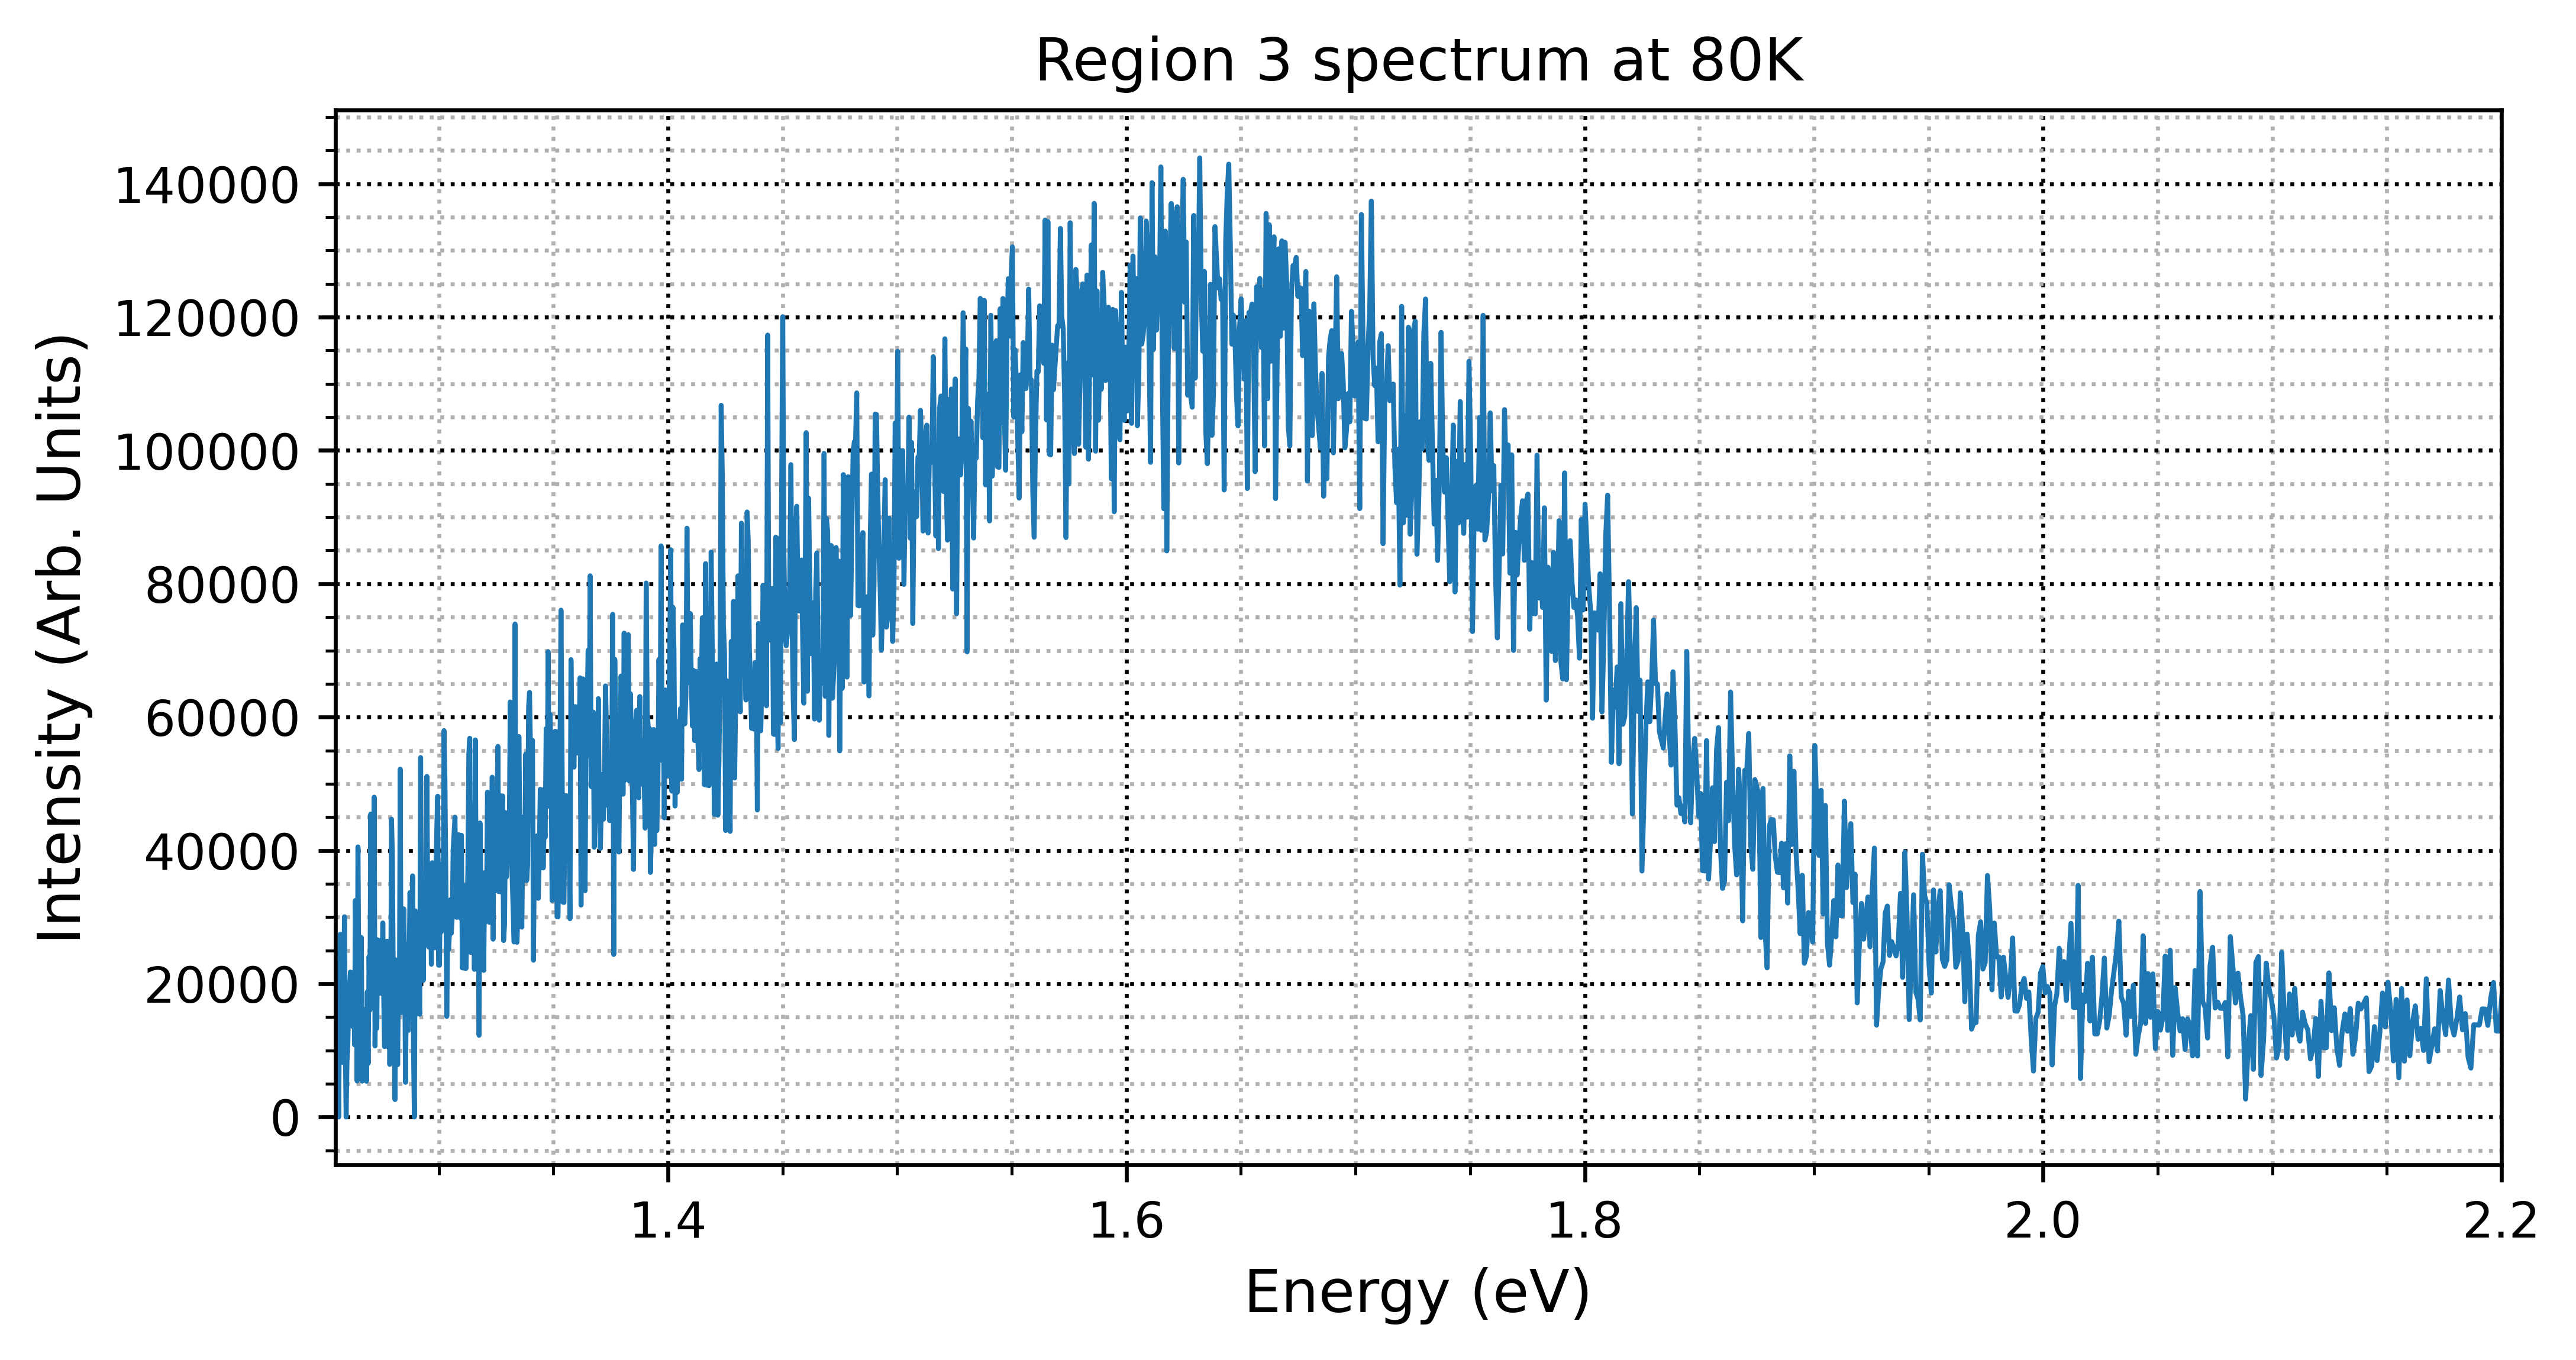 Region 3 spectrum at 80K
Intensity (Arb. Units)
140000
120000
100000
80000
60000
40000
20000
0
1.4 1.6 1.8 2.0 2.2
Energy (eV)